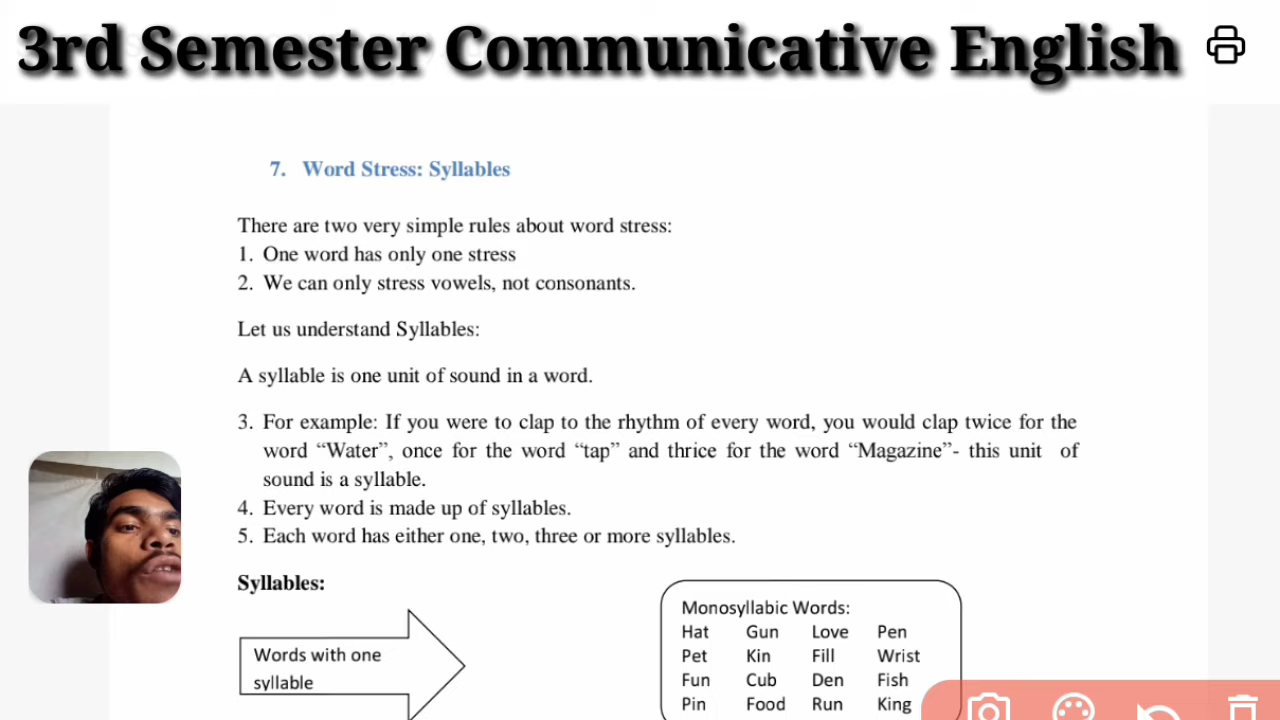 3rd Semester Communicative English
7. Word Stress: Syllables
There are two very simple rules about word stress:
1. One word has only one stress
2. We can only stress vowels, not consonants.
Let us understand Syllables:
A syllable is one unit of sound in a word.
3. For example: If you were to clap to the rhythm of every word, you would clap twice for the
word “Water”, once for the word “tap” and thrice for the word “Magazine”- this unit of
sound is a syllable.
4. Every word is made up of syllables.
5. Each word has either one, two, three or more syllables.
Syllables:
Words with one
syllable
Monosyllabic Words:
Hat Gun Love Pen
Pet Kin Fill Wrist
Fun Cub Den Fish
Pin Food Run King